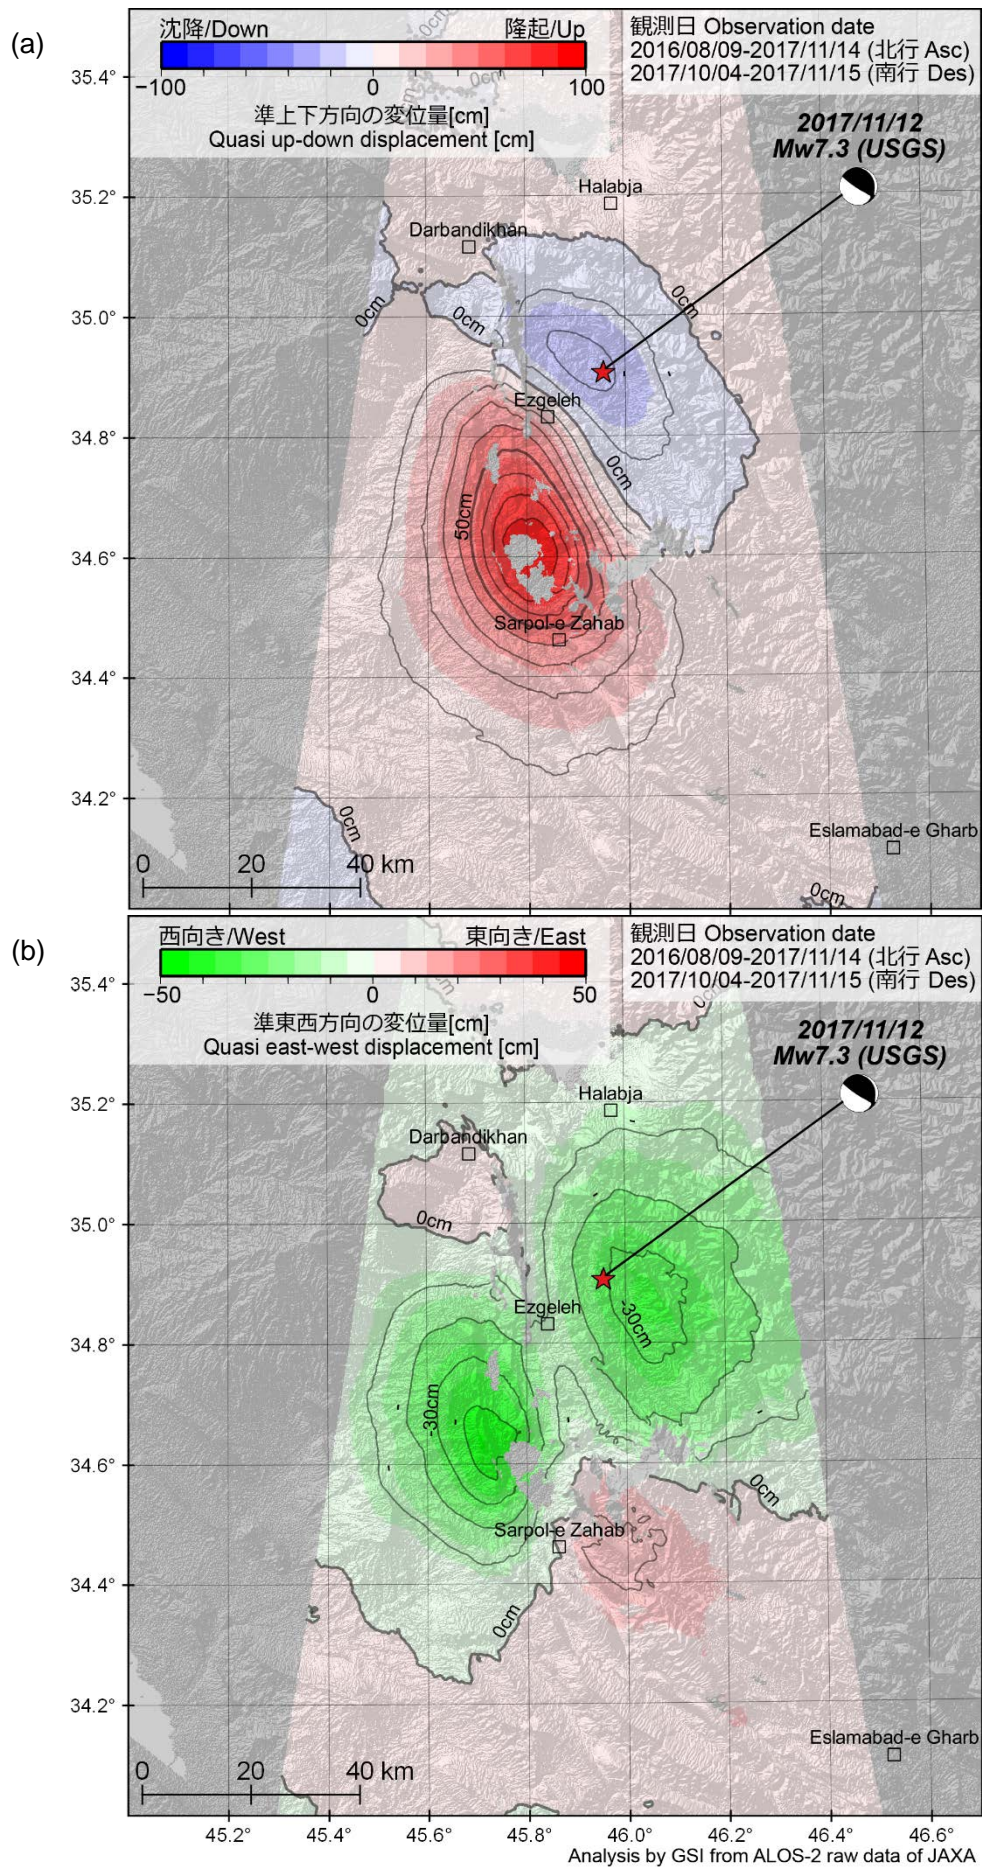 (a)
沈降/Down 隆起/Up
-100 0 100
準上下方向の変位量[cm]
Quasi up-down displacement [cm]
観測日 Observation date
2016/08/09-2017/11/14 (北行 Asc)
2017/10/04-2017/11/15 (南行 Des)
2017/11/12
Mw7.3 (USGS)
0cm
0cm
35.4°
35.2°
35.0°
34.8°
34.6°
34.4°
34.2°
Halabja
Darbandikhan
0cm
0cm
0cm
Ezgeleh
0cm
50cm
Sarpol-e Zahab
0cm
Eslamabad-e Gharb
0cm
0 20 40 km
(b)
西向き/West 東向き/East
-50 0 50
準東西方向の変位量[cm]
Quasi east-west displacement [cm]
観測日 Observation date
2016/08/09-2017/11/14 (北行 Asc)
2017/10/04-2017/11/15 (南行 Des)
0cm
2017/11/12
Mw7.3 (USGS)
35.4°
35.2°
35.0°
34.8°
34.6°
34.4°
34.2°
Halabja
Darbandikhan
0cm
Ezgeleh
-30cm
-30cm
0cm
Sarpol-e Zahab
0cm
Eslamabad-e Gharb
0 20 40 km
45.2° 45.4° 45.6° 45.8° 46.0° 46.2° 46.4° 46.6°
Analysis by GSI from ALOS-2 raw data of JAXA